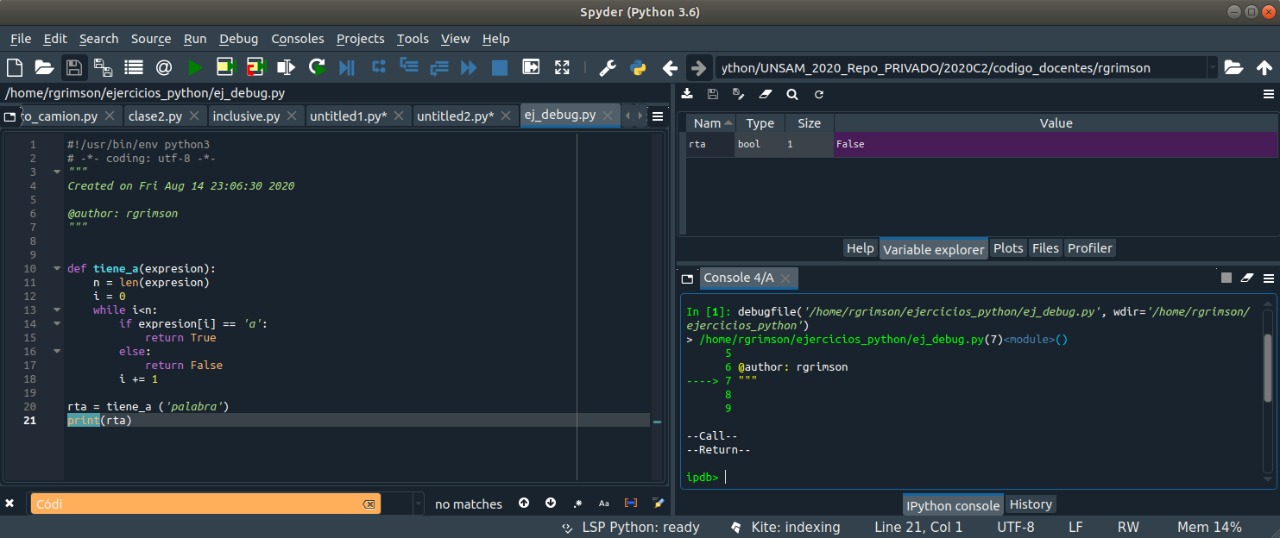 Spyder (Python 3.6)
File Edit Search Source Run Debug Consoles Projects Tools View Help
ython/UNSAM_2020_Repo_PRIVADO/2020C2/codigo_docentes/rgrimson
/home/rgrimson/ejercicios_python/ej_debug.py
o_camion.py clase2.py inclusive.py untitled1.py* untitled2.py* ej_debug.py
1 #!/usr/bin/env python3
2 # -*- coding: utf-8 -*-
3 """
4 Created on Fri Aug 14 23:06:30 2020
5
6 @author: rgrimson
7 """
8
9
10 def tiene_a(expresion):
11     n = len(expresion)
12     i = 0
13     while i<n:
14         if expresion[i] == 'a':
15             return True
16         else:
17             return False
18         i += 1
19
20 rta = tiene_a ('palabra')
21 print(rta)
Códi no matches Aa
Nam Type Size Value
rta bool 1 False
Help Variable explorer Plots Files Profiler
Console 4/A
In [1]: debugfile('/home/rgrimson/ejercicios_python/ej_debug.py', wdir='/home/rgrimson/
ejercicios_python')
> /home/rgrimson/ejercicios_python/ej_debug.py(7)<module>()
      5
      6 @author: rgrimson
----> 7 """
      8
      9
--Call--
--Return--
ipdb>
IPython console History
LSP Python: ready Kite: indexing Line 21, Col 1 UTF-8 LF RW Mem 14%